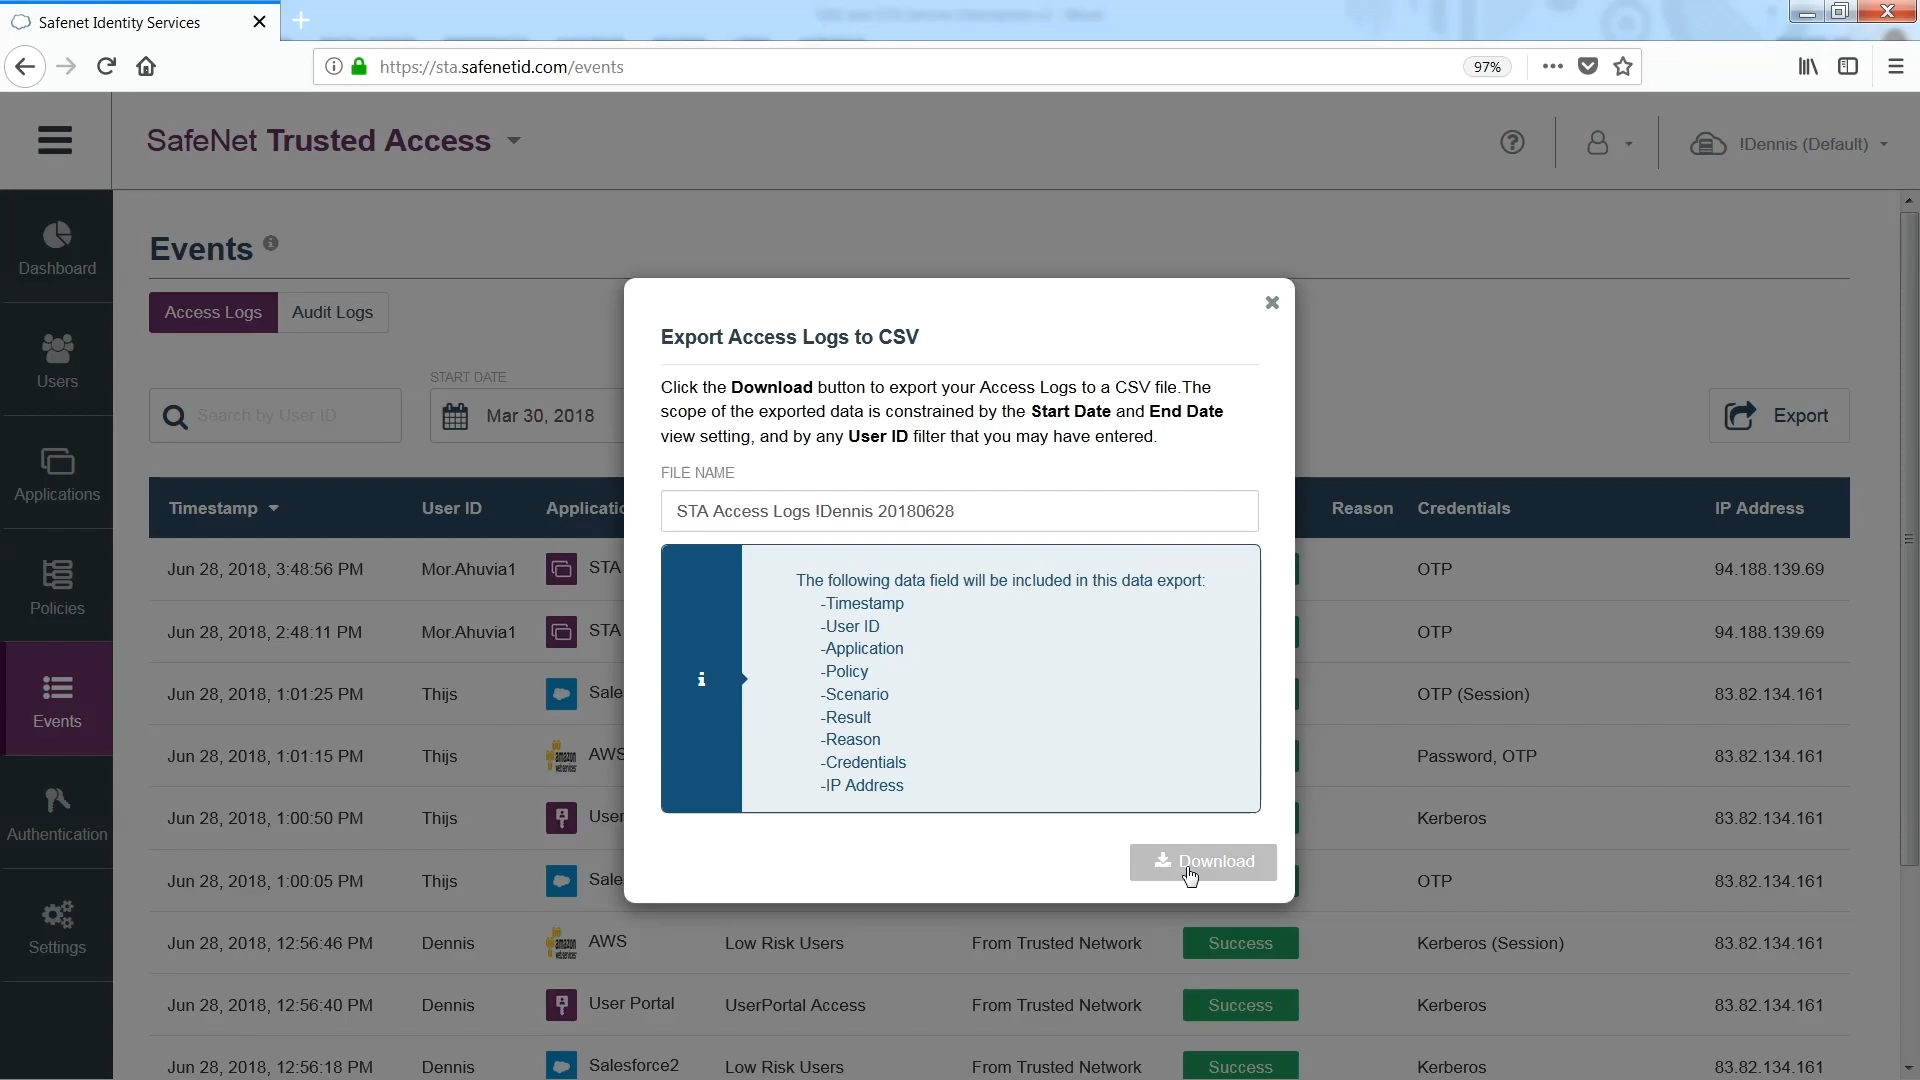 Safenet Identity Services
https://sta.safenetid.com/events
97%
SafeNet Trusted Access
!Dennis (Default)
Dashboard
Users
Applications
Policies
Events
Authentication
Settings
Events
Access Logs
Audit Logs
START DATE
Search by User ID
Mar 30, 2018
Export
Timestamp User ID Applicatio Reason Credentials IP Address
Jun 28, 2018, 3:48:56 PM Mor.Ahuvia1 STA OTP 94.188.139.69
Jun 28, 2018, 2:48:11 PM Mor.Ahuvia1 STA OTP 94.188.139.69
Jun 28, 2018, 1:01:25 PM Thijs Sale OTP (Session) 83.82.134.161
Jun 28, 2018, 1:01:15 PM Thijs amazon webservices AWS Password, OTP 83.82.134.161
Jun 28, 2018, 1:00:50 PM Thijs User Kerberos 83.82.134.161
Jun 28, 2018, 1:00:05 PM Thijs Sale OTP 83.82.134.161
Jun 28, 2018, 12:56:46 PM Dennis amazon webservices AWS Low Risk Users From Trusted Network Success Kerberos (Session) 83.82.134.161
Jun 28, 2018, 12:56:40 PM Dennis User Portal UserPortal Access From Trusted Network Success Kerberos 83.82.134.161
Jun 28, 2018, 12:56:18 PM Dennis Salesforce2 Low Risk Users From Trusted Network Success Kerberos 83.82.134.161
Export Access Logs to CSV
Click the Download button to export your Access Logs to a CSV file.The
scope of the exported data is constrained by the Start Date and End Date
view setting, and by any User ID filter that you may have entered.
FILE NAME
STA Access Logs !Dennis 20180628
The following data field will be included in this data export:
-Timestamp
-User ID
-Application
-Policy
-Scenario
-Result
-Reason
-Credentials
-IP Address
Download